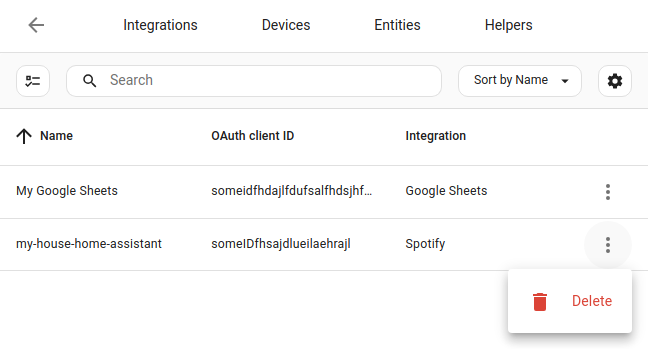 Integrations Devices Entities Helpers
Search Sort by Name
Name OAuth client ID Integration
My Google Sheets someidfhdajlfdufsalfhdsjhf… Google Sheets
my-house-home-assistant someIDfhsajdlueilaehrajl Spotify
Delete